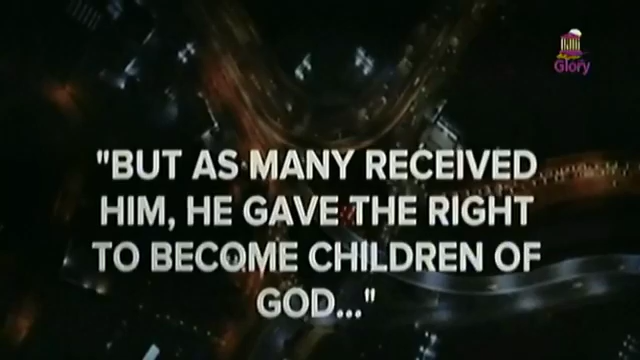 Glory
"BUT AS MANY RECEIVED
HIM, HE GAVE THE RIGHT
TO BECOME CHILDREN OF
GOD..."